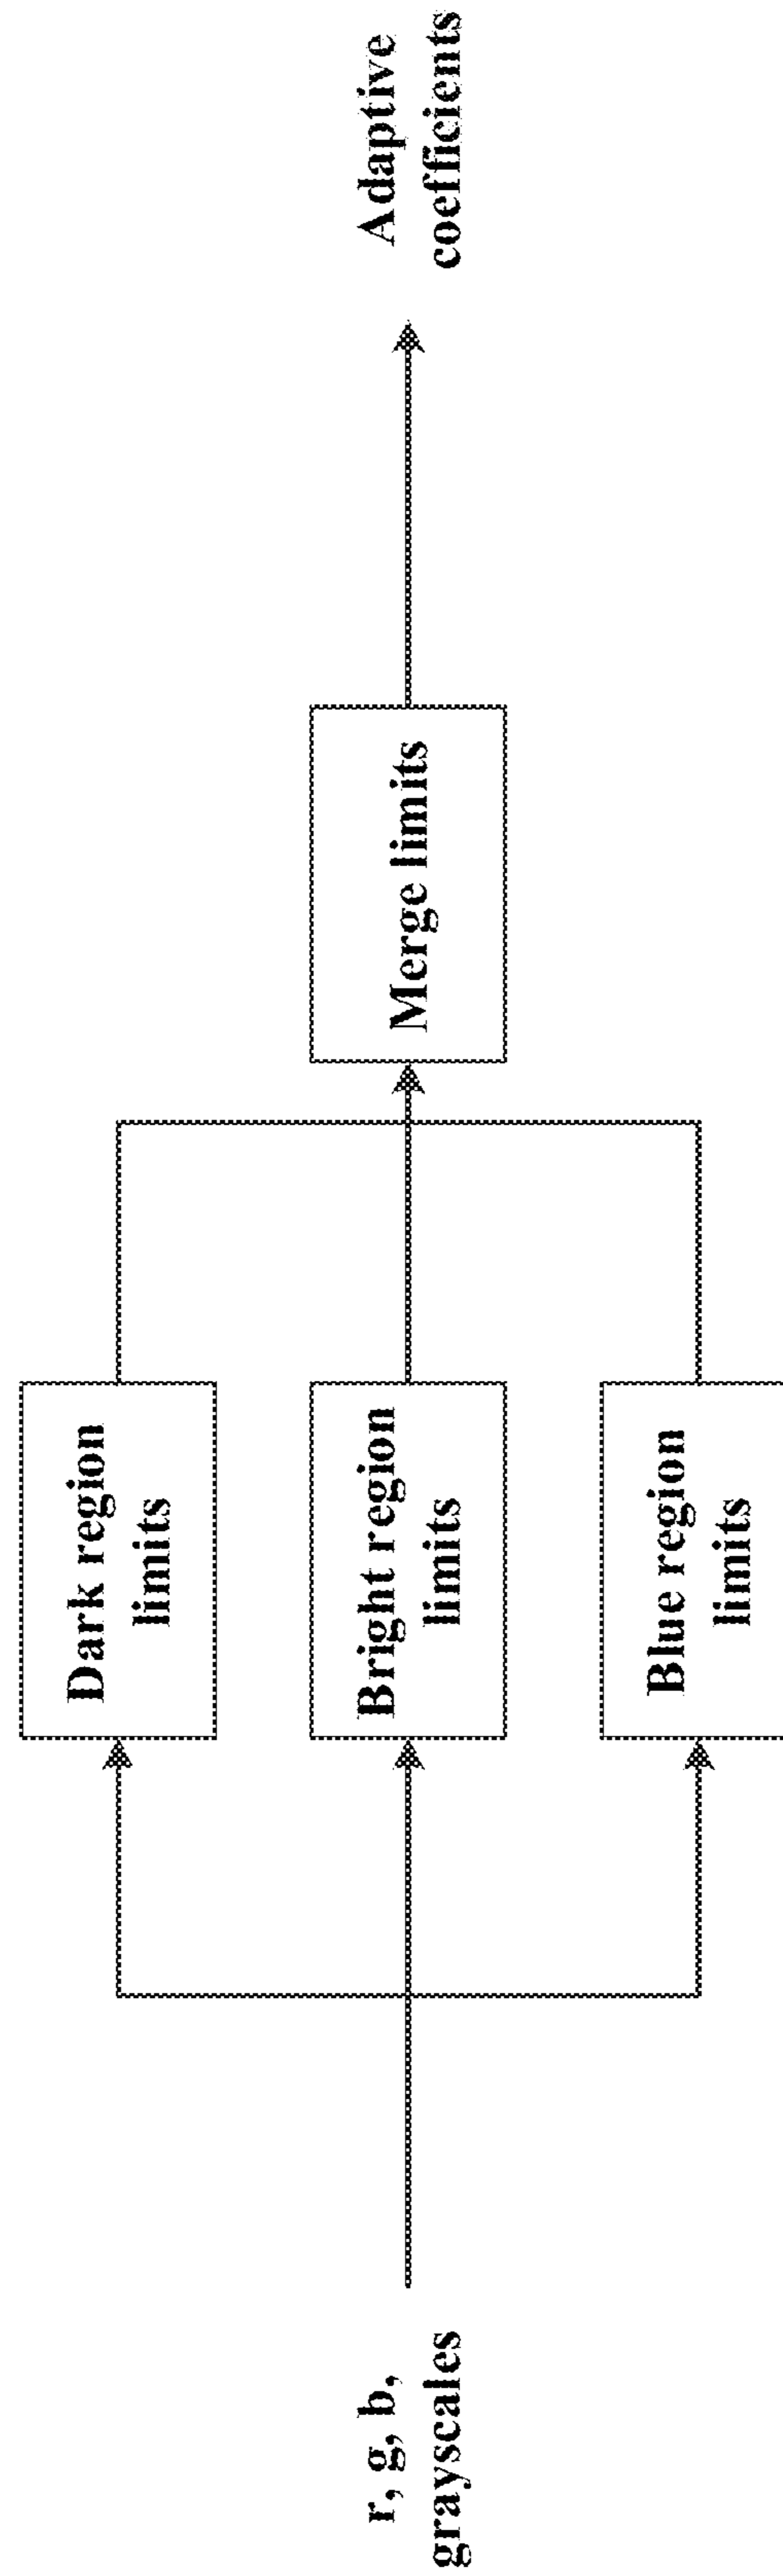 r, g, b,
grayscales
Dark region
limits
Bright region
limits
Blue region
limits
Merge limits
Adaptive
coefficients